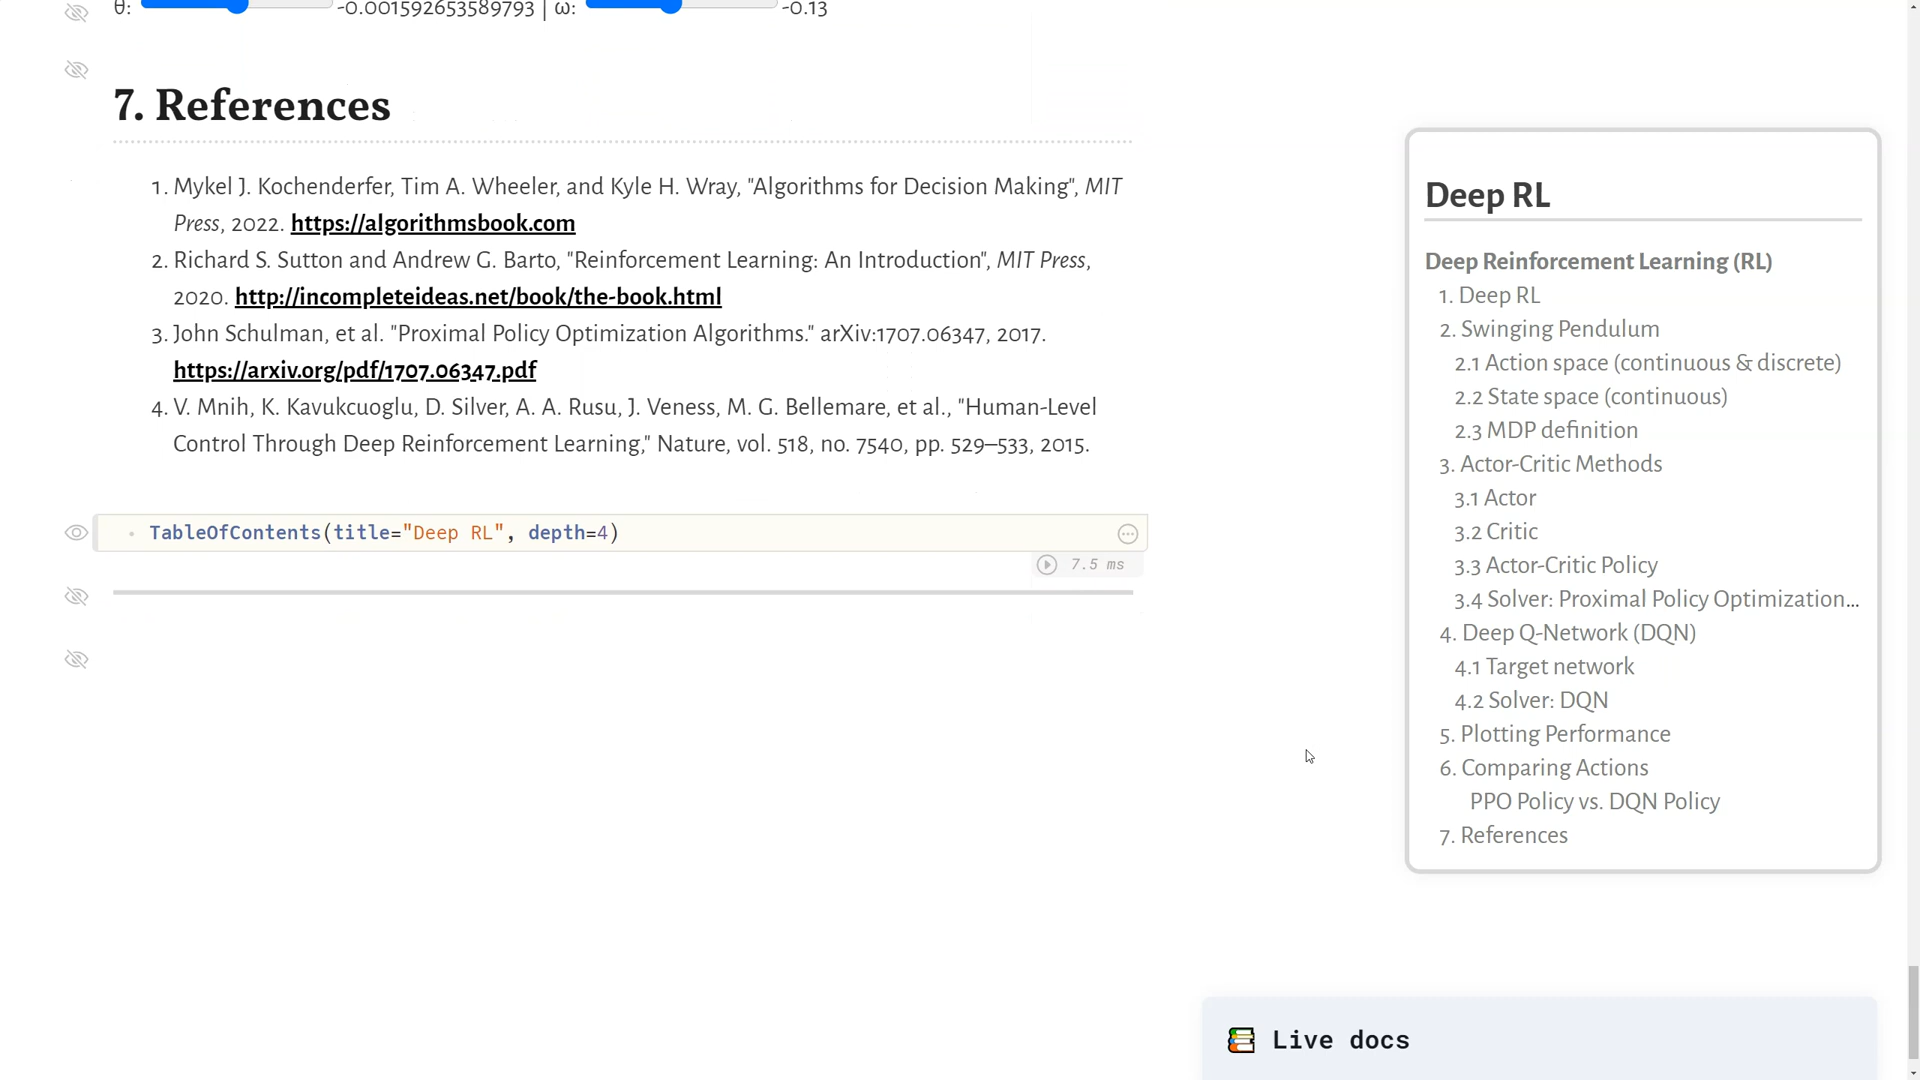 θ: -0.001592653589793 | ω: -0.13
7. References
1. Mykel J. Kochenderfer, Tim A. Wheeler, and Kyle H. Wray, "Algorithms for Decision Making", MIT
Press, 2022. https://algorithmsbook.com
2. Richard S. Sutton and Andrew G. Barto, "Reinforcement Learning: An Introduction", MIT Press,
2020. http://incompleteideas.net/book/the-book.html
3. John Schulman, et al. "Proximal Policy Optimization Algorithms." arXiv:1707.06347, 2017.
https://arxiv.org/pdf/1707.06347.pdf
4. V. Mnih, K. Kavukcuoglu, D. Silver, A. A. Rusu, J. Veness, M. G. Bellemare, et al., "Human-Level
Control Through Deep Reinforcement Learning," Nature, vol. 518, no. 7540, pp. 529–533, 2015.
TableOfContents(title="Deep RL", depth=4)
7.5 ms
Deep RL
Deep Reinforcement Learning (RL)
1. Deep RL
2. Swinging Pendulum
2.1 Action space (continuous & discrete)
2.2 State space (continuous)
2.3 MDP definition
3. Actor-Critic Methods
3.1 Actor
3.2 Critic
3.3 Actor-Critic Policy
3.4 Solver: Proximal Policy Optimization...
4. Deep Q-Network (DQN)
4.1 Target network
4.2 Solver: DQN
5. Plotting Performance
6. Comparing Actions
PPO Policy vs. DQN Policy
7. References
Live docs